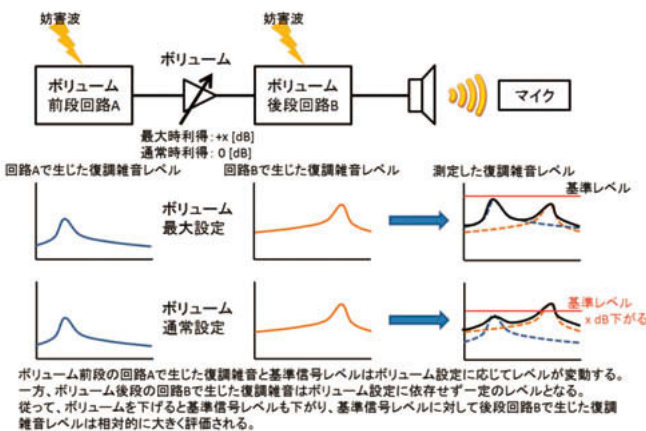 妨害波
妨害波
ボリューム
ボリューム
前段回路A
ボリューム
後段回路B
マイク
最大時利得:+x [dB]
通常時利得: 0 [dB]
回路Aで生じた復調雑音レベル
回路Bで生じた復調雑音レベル
測定した復調雑音レベル
基準レベル
ボリューム
最大設定
ボリューム
通常設定
基準レベル
x dB下がる
ボリューム前段の回路Aで生じた復調雑音と基準信号レベルはボリューム設定に応じてレベルが変動する。
一方、ボリューム後段の回路Bで生じた復調雑音はボリューム設定に依存せず一定のレベルとなる。
従って、ボリュームを下げると基準信号レベルも下がり、基準信号レベルに対して後段回路Bで生じた復調
雑音レベルは相対的に大きく評価される。